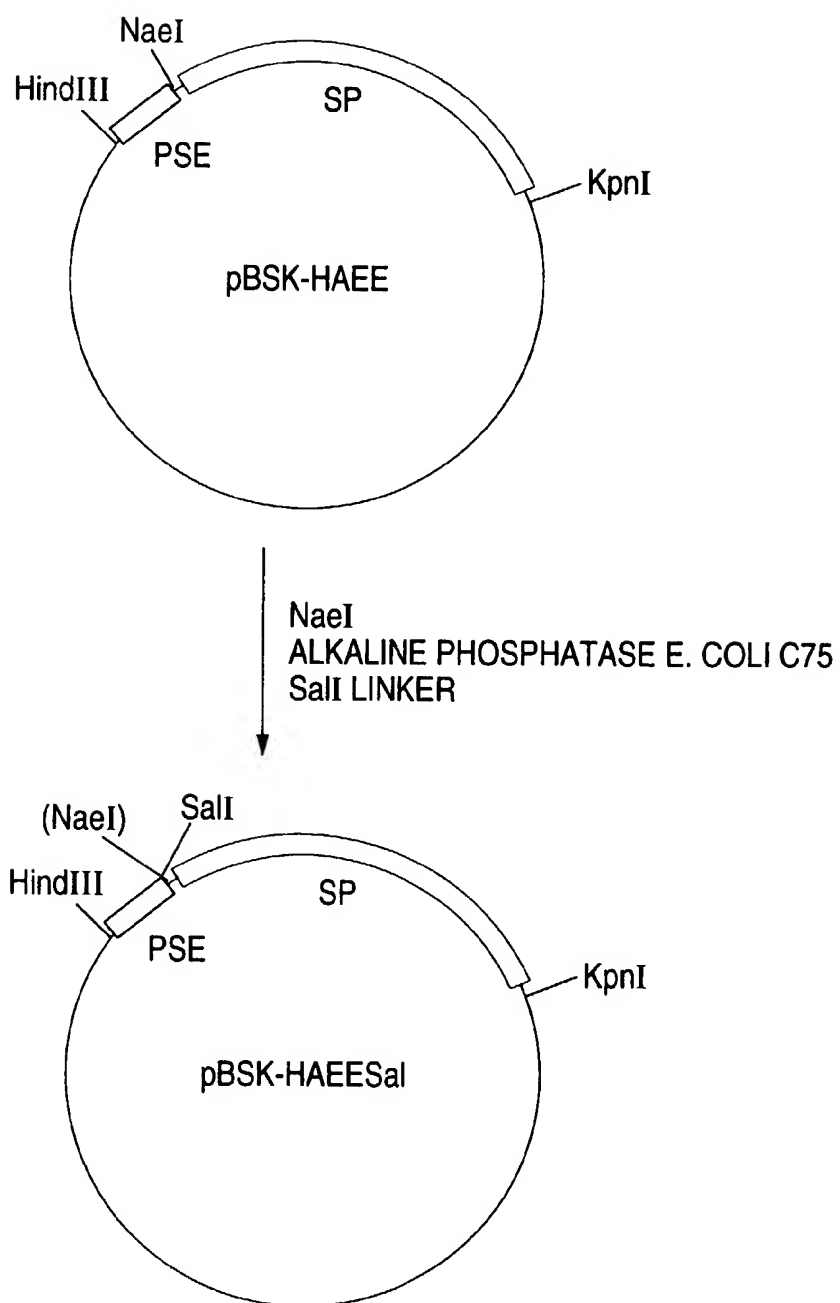 NaeI
HindIII
SP
PSE
KpnI
pBSK-HAEE
NaeI
ALKALINE PHOSPHATASE E. COLI C75
SalI LINKER
(NaeI)
SalI
HindIII
SP
PSE
KpnI
pBSK-HAEESal